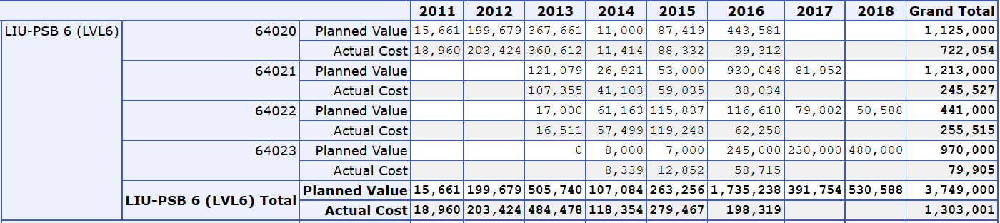 2011 2012 2013 2014 2015 2016 2017 2018 Grand Total
LIU-PSB 6 (LVL6) 64020 Planned Value 15,661 199,679 367,661 11,000 87,419 443,581 1,125,000
Actual Cost 18,960 203,424 360,612 11,414 88,332 39,312 722,054
64021 Planned Value 121,079 26,921 53,000 930,048 81,952 1,213,000
Actual Cost 107,355 41,103 59,035 38,034 245,527
64022 Planned Value 17,000 61,163 115,837 116,610 79,802 50,588 441,000
Actual Cost 16,511 57,499 119,248 62,258 255,515
64023 Planned Value 0 8,000 7,000 245,000 230,000 480,000 970,000
Actual Cost 8,339 12,852 58,715 79,905
LIU-PSB 6 (LVL6) Total Planned Value 15,661 199,679 505,740 107,084 263,256 1,735,238 391,754 530,588 3,749,000
Actual Cost 18,960 203,424 484,478 118,354 279,467 198,319 1,303,001